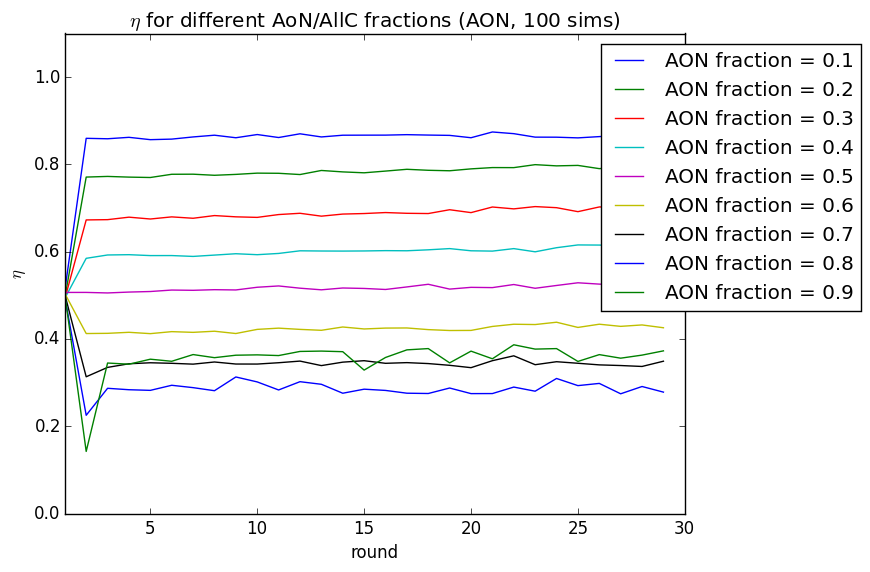 η for different AoN/AllC fractions (AON, 100 sims)
1.0
0.8
0.6
0.4
0.2
0.0
η
5
10
15
20
25
30
round
AON fraction = 0.1
AON fraction = 0.2
AON fraction = 0.3
AON fraction = 0.4
AON fraction = 0.5
AON fraction = 0.6
AON fraction = 0.7
AON fraction = 0.8
AON fraction = 0.9